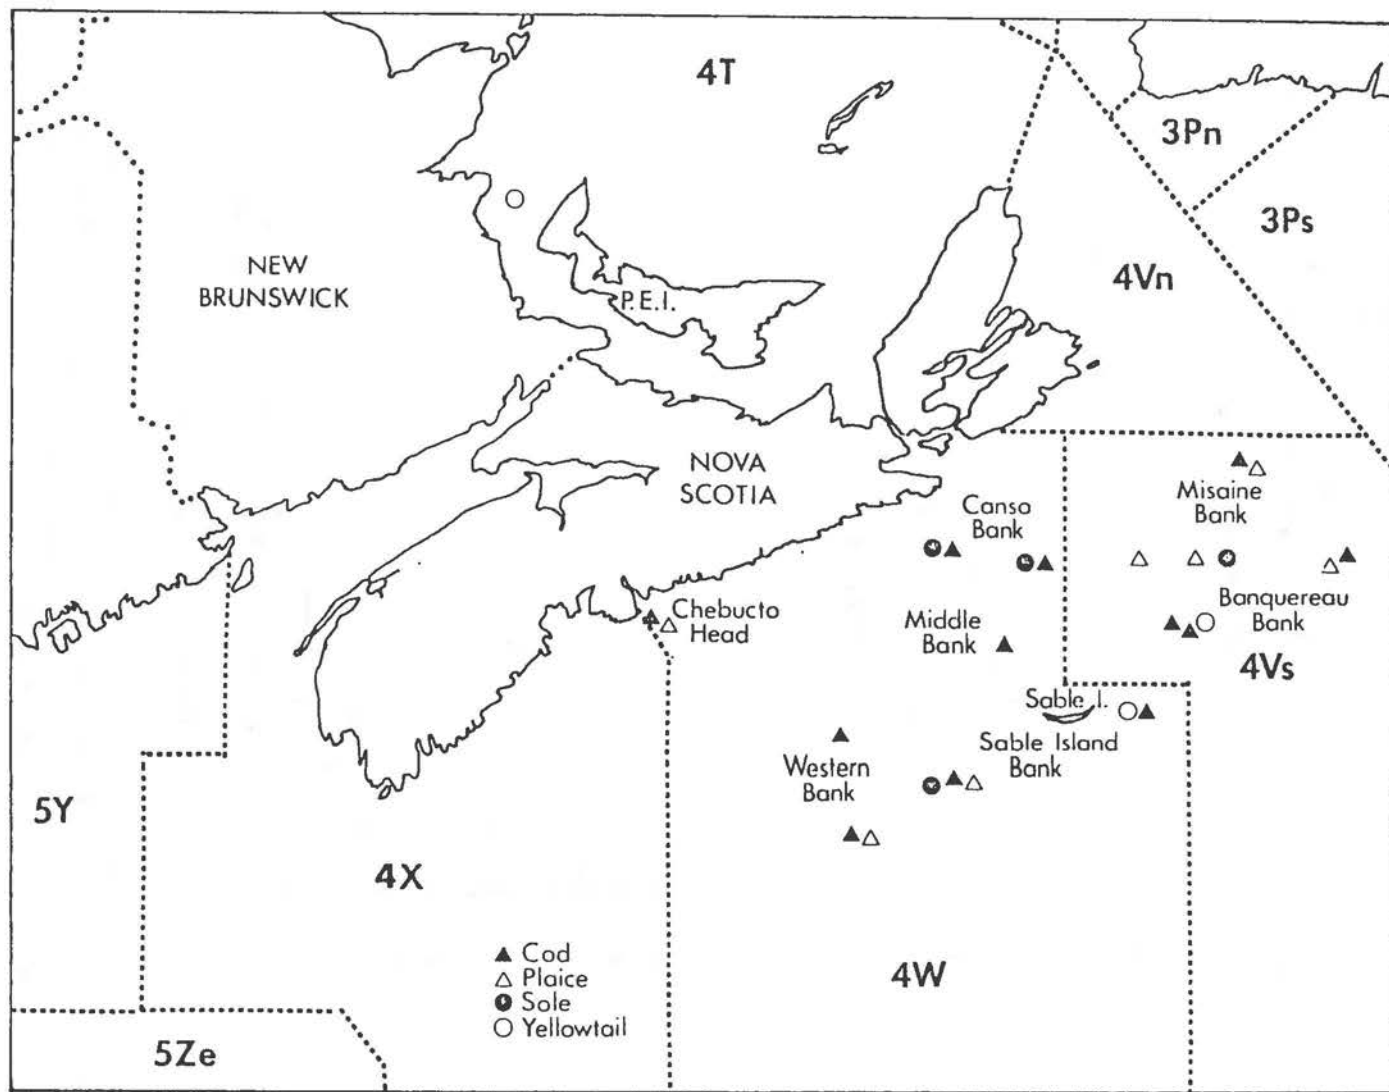 4T
3Pn
3Ps
NEW
BRUNSWICK
P.E.I.
4Vn
NOVA
SCOTIA
Canso
Bank
Misaine
Bank
Chebucto
Head
Middle
Bank
Banquereau
Bank
4Vs
Sable I.
Sable Island
Bank
Western
Bank
5Y
4X
4W
Cod
Plaice
Sole
Yellowtail
5Ze